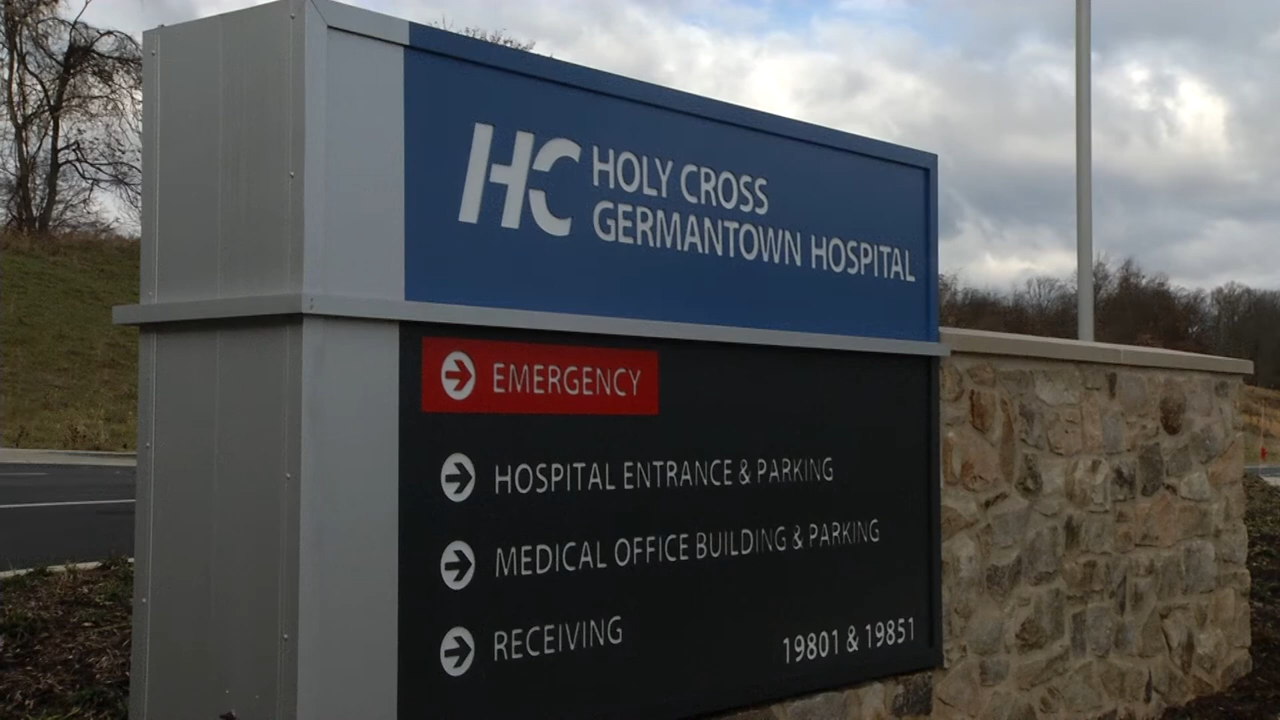 HC HOLY CROSS
GERMANTOWN HOSPITAL
EMERGENCY
HOSPITAL ENTRANCE & PARKING
MEDICAL OFFICE BUILDING & PARKING
RECEIVING
19801 & 19851